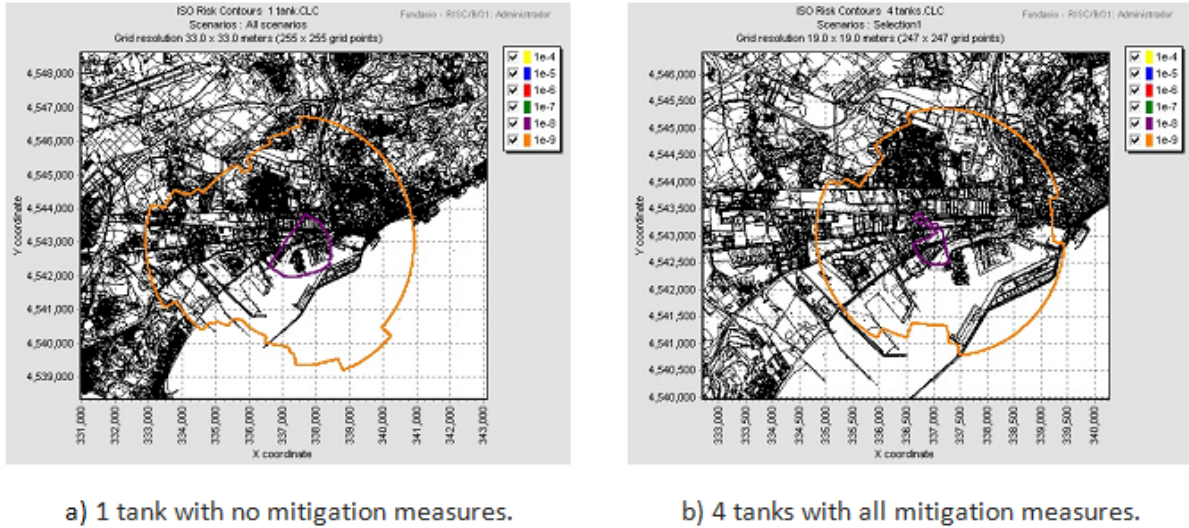 ISO Risk Contours 1 tank.CLC
Fundasio - RISC/B/31: Administrador
Scenarios : All scenarios
Grid resolution 33.0 x 33.0 meters (255 x 255 grid points)
1e-4
1e-5
1e-6
1e-7
1e-8
1e-9
4,548,000
4,547,000
4,546,000
4,545,000
4,544,000
4,543,000
4,542,000
4,541,000
4,540,000
4,539,000
Y coordinate
331,000
332,000
333,000
334,000
335,000
336,000
337,000
338,000
339,000
340,000
341,000
342,000
343,000
X coordinate
a) 1 tank with no mitigation measures.
ISO Risk Contours 4 tanks.CLC
Fundasio - RISC/B/31: Administrador
Scenarios : Selection1
Grid resolution 19.0 x 19.0 meters (247 x 247 grid points)
1e-4
1e-5
1e-6
1e-7
1e-8
1e-9
4,546,000
4,545,500
4,545,000
4,544,500
4,544,000
4,543,500
4,543,000
4,542,500
4,542,000
4,541,500
4,541,000
4,540,500
4,540,000
Y coordinate
333,000
333,500
334,000
334,500
335,000
335,500
336,000
336,500
337,000
337,500
338,000
338,500
339,000
339,500
340,000
X coordinate
b) 4 tanks with all mitigation measures.